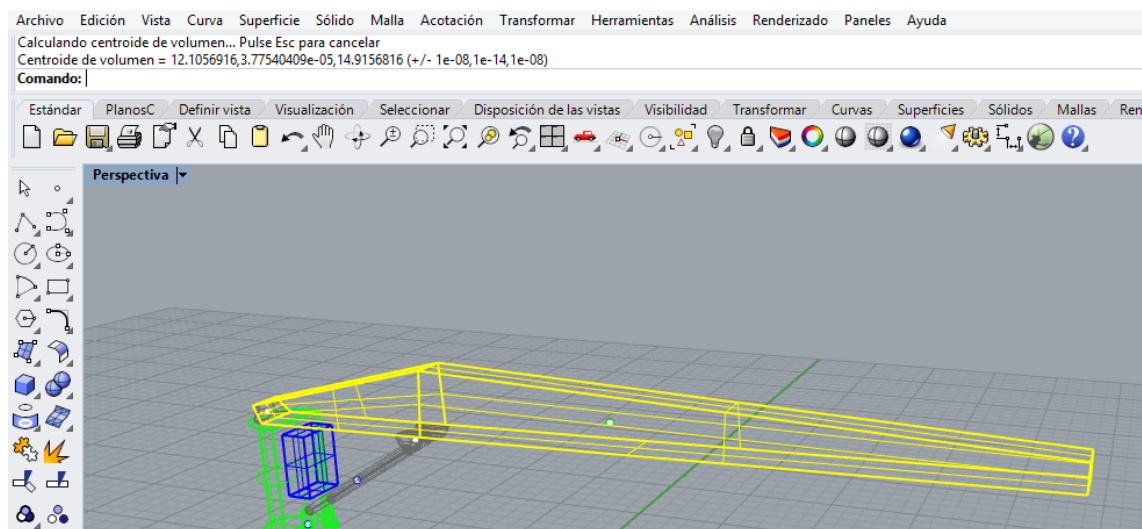 Archivo Edición Vista Curva Superficie Sólido Malla Acotación Transformar Herramientas Análisis Renderizado Paneles Ayuda
Calculando centroide de volumen... Pulse Esc para cancelar
Centroide de volumen = 12.1056916,3.77540409e-05,14.9156816 (+/- 1e-08,1e-14,1e-08)
Comando:
Estándar PlanosC Definir vista Visualización Seleccionar Disposición de las vistas Visibilidad Transformar Curvas Superficies Sólidos Mallas Ren
Perspectiva